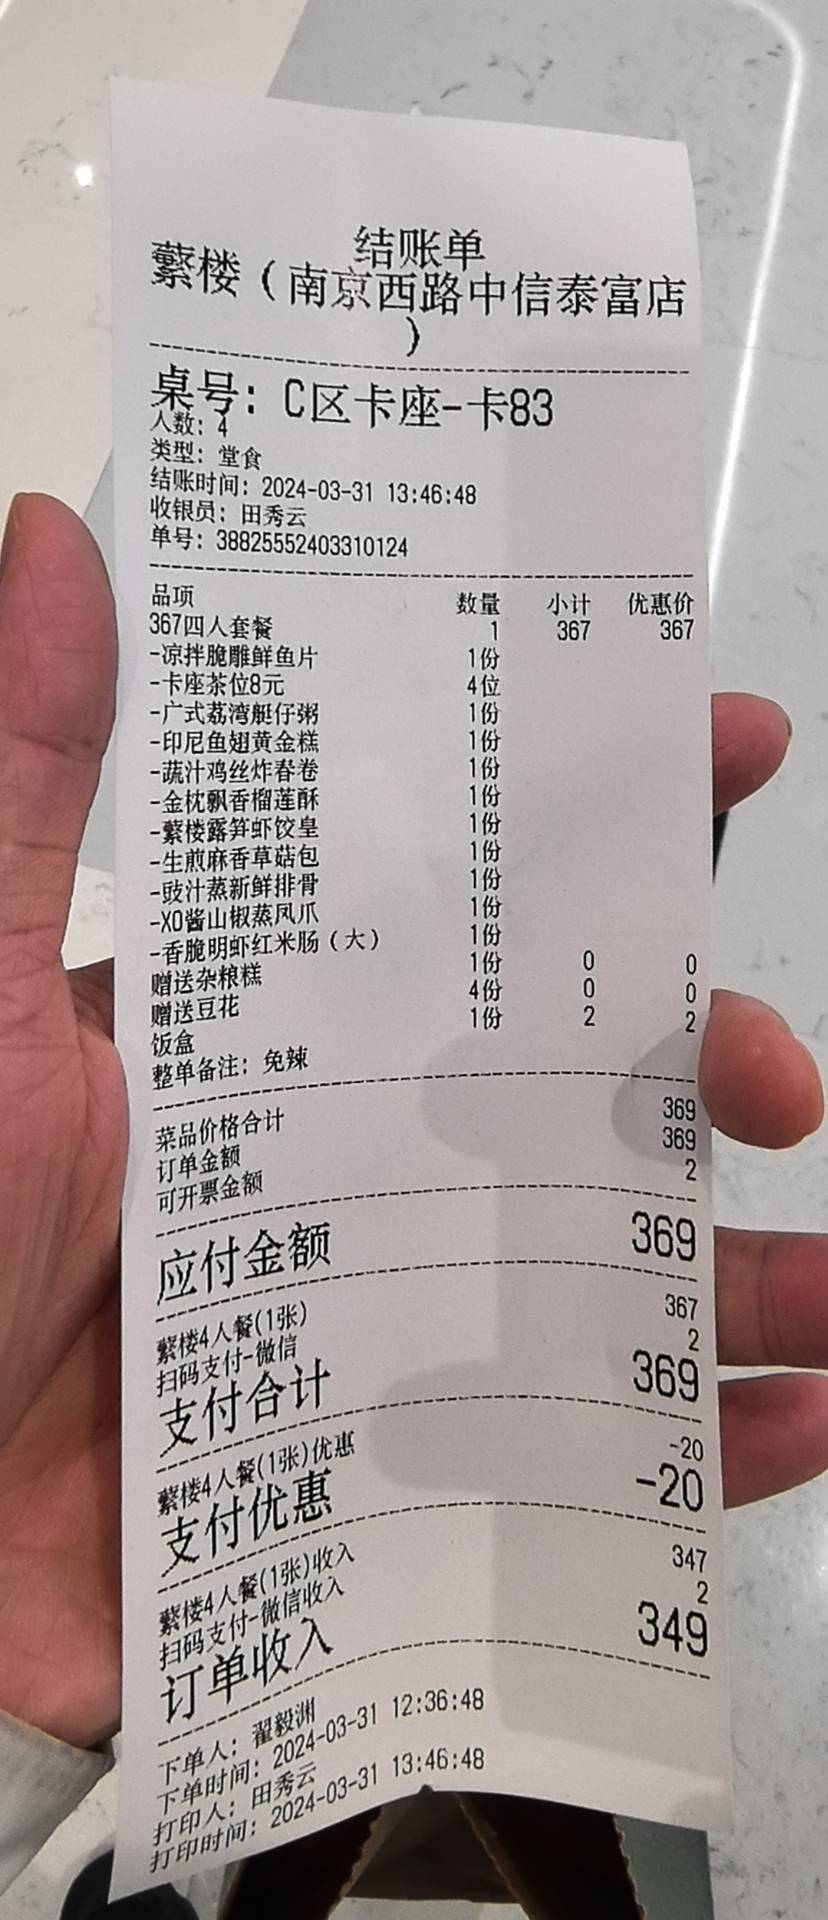 结账单
蘩楼（南京西路中信泰富店
）
桌号：C区卡座-卡83
人数：4
类型：堂食
结账时间：2024-03-31 13:46:48
收银员：田秀云
单号：38825552403310124
品项 数量 小计 优惠价
367四人套餐 1 367 367
-凉拌脆雕鲜鱼片 1份
-卡座茶位8元 4位
-广式荔湾艇仔粥 1份
-印尼鱼翅黄金糕 1份
-蔬汁鸡丝炸春卷 1份
-金枕飘香榴莲酥 1份
-蘩楼露笋虾饺皇 1份
-生煎麻香草菇包 1份
-豉汁蒸新鲜排骨 1份
-XO酱山椒蒸凤爪 1份
-香脆明虾红米肠（大） 1份
赠送杂粮糕 1份 0 0
赠送豆花 4份 0 0
饭盒 1份 2 2
整单备注：免辣
菜品价格合计 369
订单金额 369
可开票金额 2
应付金额 369
蘩楼4人餐(1张) 367
扫码支付-微信 2
支付合计 369
蘩楼4人餐(1张)优惠 -20
支付优惠 -20
蘩楼4人餐(1张)收入 347
扫码支付-微信收入 2
订单收入 349
下单人：翟毅渊
下单时间：2024-03-31 12:36:48
打印人：田秀云
打印时间：2024-03-31 13:46:48